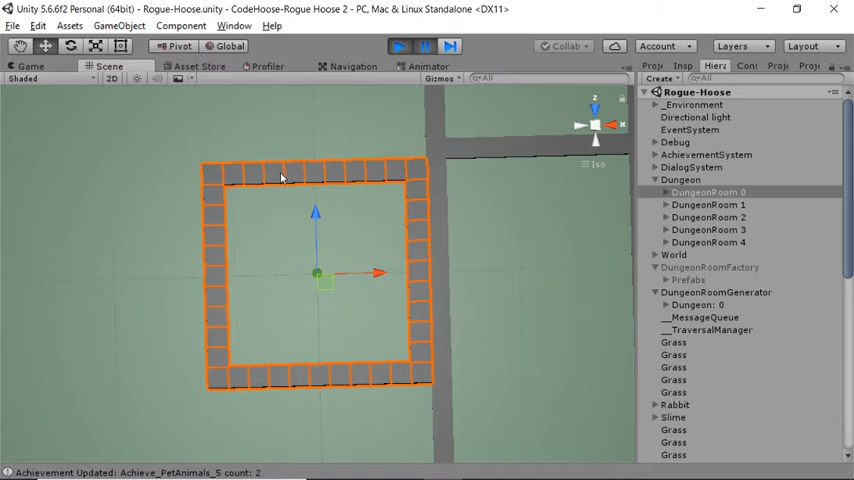 Unity 5.6.6f2 Personal (64bit) - Rogue-Hoose.unity - CodeHoose-Rogue Hoose 2 - PC, Mac & Linux Standalone <DX11>
File Edit Assets GameObject Component Window Help
Pivot Global Collab Account Layers Layout
Game Scene Asset Store Profiler Navigation Animator Proj Insp Hiera Con: Proj Proj
Shaded 2D Gizmos All Create All
Rogue-Hoose
_Environment
Directional light
EventSystem
Debug
AchievementSystem
DialogSystem
Dungeon
DungeonRoom 0
DungeonRoom 1
DungeonRoom 2
DungeonRoom 3
DungeonRoom 4
World
DungeonRoomFactory
Prefabs
DungeonRoomGenerator
Dungeon: 0
__MessageQueue
__TraversalManager
Grass
Grass
Grass
Grass
Grass
Rabbit
Slime
Grass
Grass
Grass
z
x
Iso
Achievement Updated: Achieve_PetAnimals_5 count: 2